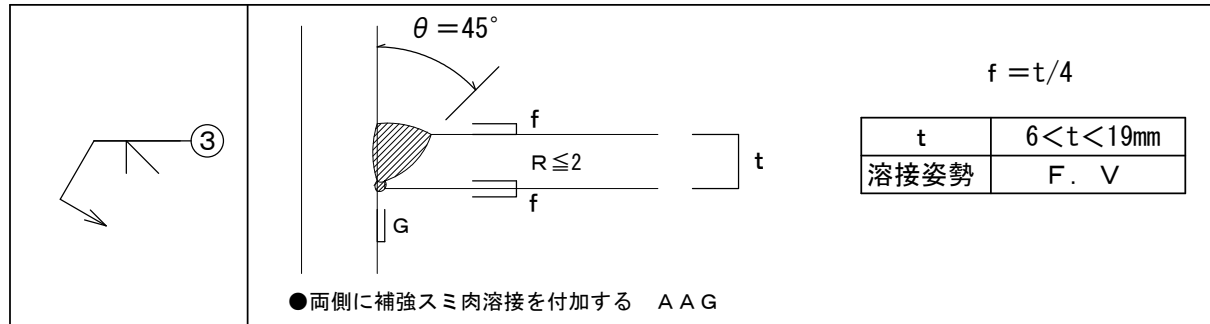 ③
θ=45°
f
R≦2
t
f
G
●両側に補強スミ肉溶接を付加する AAG
f=t/4
t 6<t<19mm
溶接姿勢 F. V